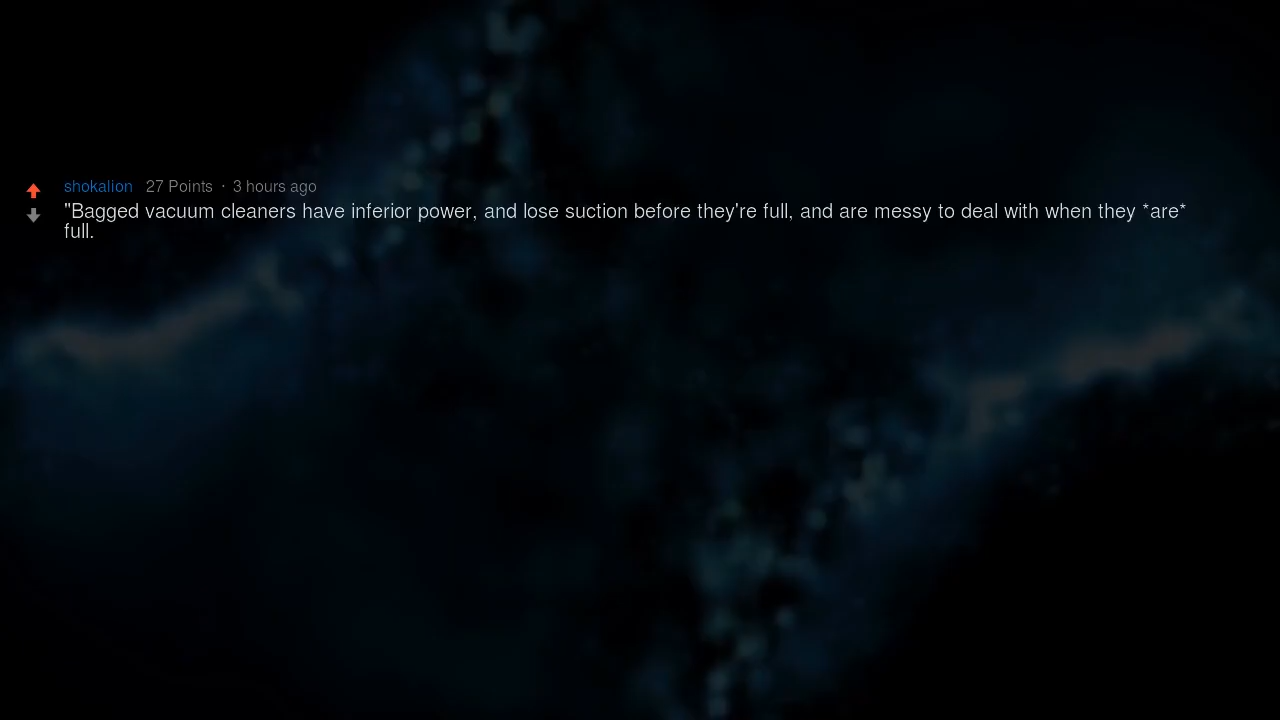 shokalion 27 Points · 3 hours ago
"Bagged vacuum cleaners have inferior power, and lose suction before they're full, and are messy to deal with when they *are*
full.